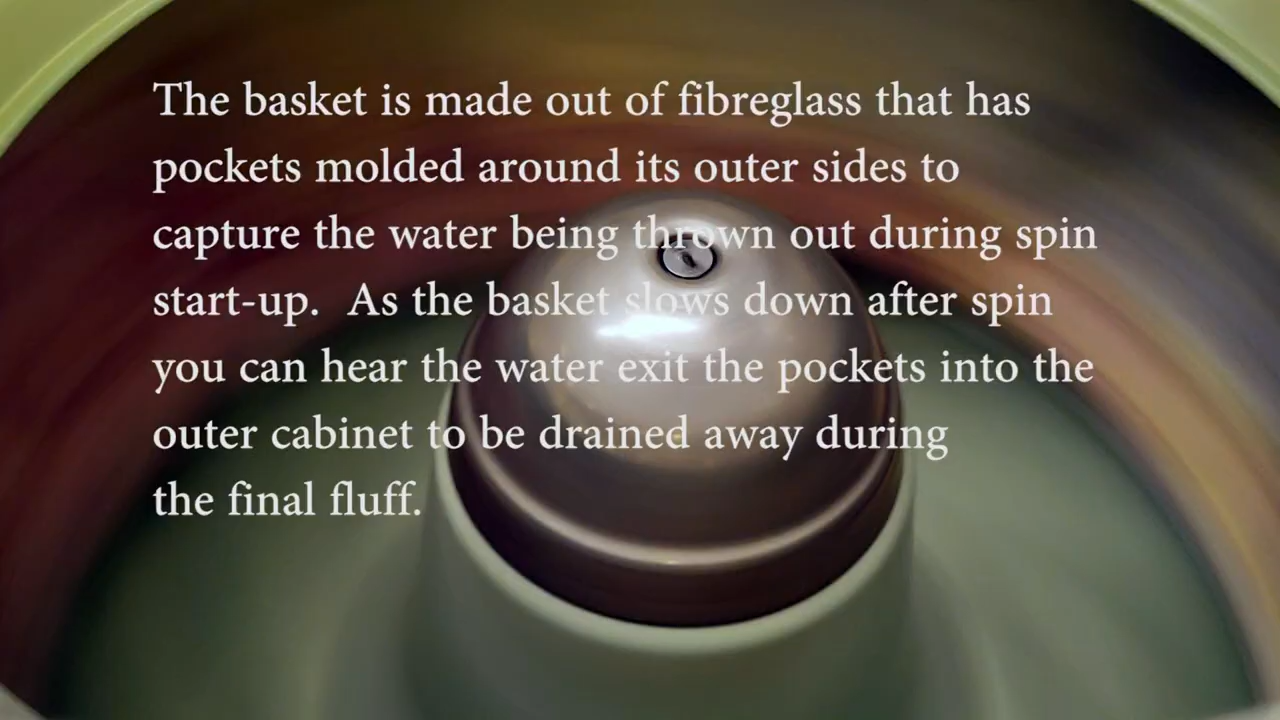 The basket is made out of fibreglass that has
pockets molded around its outer sides to
capture the water being thrown out during spin
start-up.  As the basket slows down after spin
you can hear the water exit the pockets into the
outer cabinet to be drained away during
the final fluff.